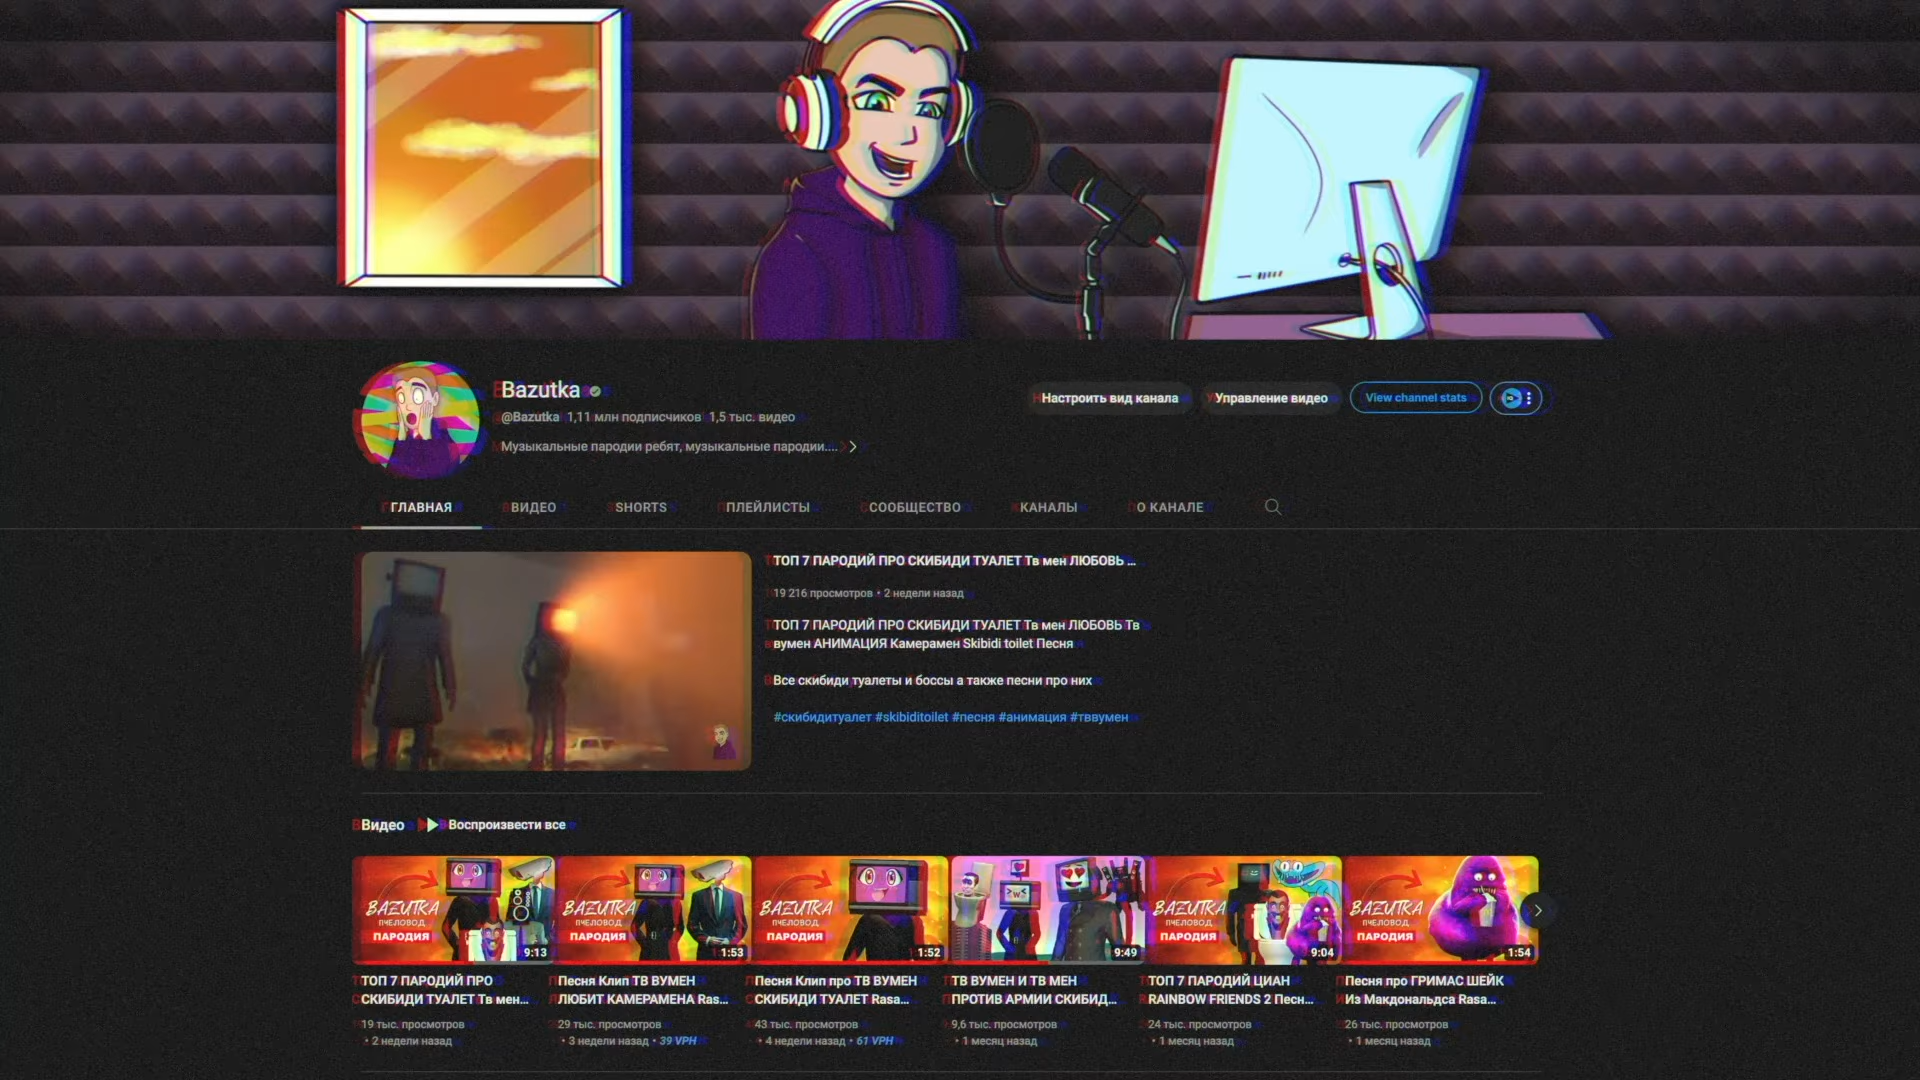 Bazutka
@Bazutka 1,11 млн подписчиков 1,5 тыс. видео
Музыкальные пародии ребят, музыкальные пародии....
Настроить вид канала
Управление видео
View channel stats
ГЛАВНАЯ
ВИДЕО
SHORTS
ПЛЕЙЛИСТЫ
СООБЩЕСТВО
КАНАЛЫ
О КАНАЛЕ
ТОП 7 ПАРОДИЙ ПРО СКИБИДИ ТУАЛЕТ Тв мен ЛЮБОВЬ ...
19 216 просмотров • 2 недели назад
ТОП 7 ПАРОДИЙ ПРО СКИБИДИ ТУАЛЕТ Тв мен ЛЮБОВЬ Тв
вумен АНИМАЦИЯ Камерамен Skibidi toilet Песня
Все скибиди туалеты и боссы а также песни про них
#скибидитуалет #skibiditoilet #песня #анимация #тввумен
Видео
Воспроизвести все
BAZUTKA
ПЧЕЛОВОД
ПАРОДИЯ
9:13
ТОП 7 ПАРОДИЙ ПРО
СКИБИДИ ТУАЛЕТ Тв мен...
19 тыс. просмотров
• 2 недели назад
BAZUTKA
ПЧЕЛОВОД
ПАРОДИЯ
1:53
Песня Клип ТВ ВУМЕН
ЛЮБИТ КАМЕРАМЕНА Ras...
29 тыс. просмотров
• 3 недели назад • 39 VPH
BAZUTKA
ПЧЕЛОВОД
ПАРОДИЯ
1:52
Песня Клип про ТВ ВУМЕН
СКИБИДИ ТУАЛЕТ Rasa...
43 тыс. просмотров
• 4 недели назад • 61 VPH
9:49
ТВ ВУМЕН И ТВ МЕН
ПРОТИВ АРМИИ СКИБИД...
9,6 тыс. просмотров
• 1 месяц назад
BAZUTKA
ПЧЕЛОВОД
ПАРОДИЯ
9:04
ТОП 7 ПАРОДИЙ ЦИАН
RAINBOW FRIENDS 2 Песн...
24 тыс. просмотров
• 1 месяц назад
BAZUTKA
ПЧЕЛОВОД
ПАРОДИЯ
1:54
Песня про ГРИМАС ШЕЙК
Из Макдональдса Rasa...
26 тыс. просмотров
• 1 месяц назад